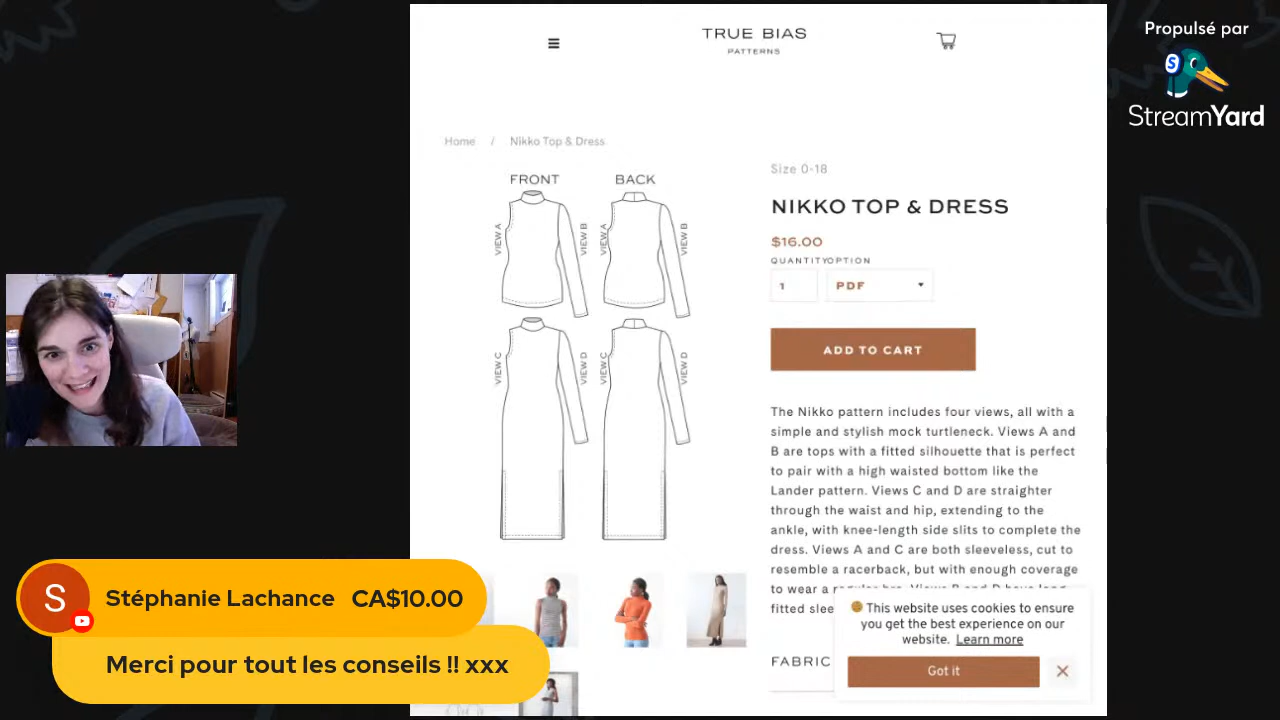 TRUE BIAS
PATTERNS
Propulsé par
StreamYard
Home / Nikko Top & Dress
FRONT BACK
VIEW A
VIEW B
VIEW A
VIEW B
VIEW C
VIEW D
VIEW C
VIEW D
Size 0-18
NIKKO TOP & DRESS
$16.00
QUANTITY OPTION
1 PDF
ADD TO CART
The Nikko pattern includes four views, all with a
simple and stylish mock turtleneck. Views A and
B are tops with a fitted silhouette that is perfect
to pair with a high waisted bottom like the
Lander pattern. Views C and D are straighter
through the waist and hip, extending to the
ankle, with knee-length side slits to complete the
dress. Views A and C are both sleeveless, cut to
resemble a racerback, but with enough coverage
to wear a
fitted slee
FABRIC
This website uses cookies to ensure
you get the best experience on our
website. Learn more
Got it
S
Stéphanie Lachance CA$10.00
Merci pour tout les conseils !! xxx